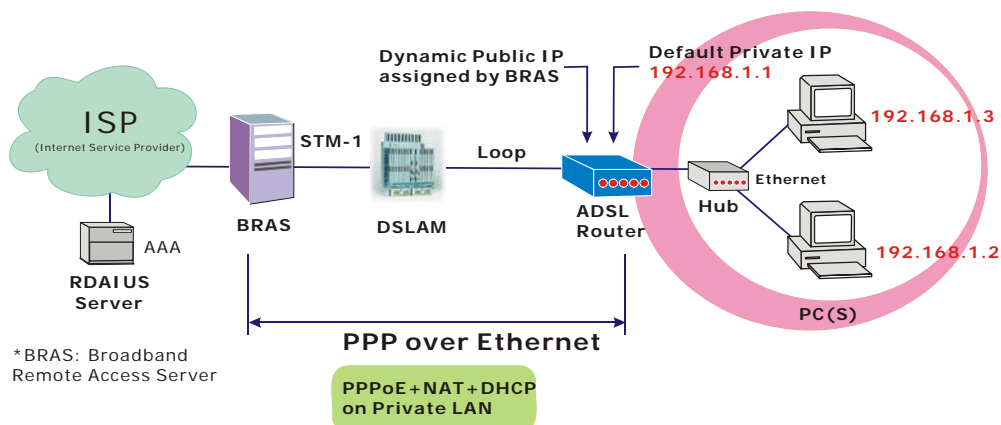 Dynamic Public IP
assigned by BRAS
Default Private IP
192.168.1.1
ISP
(Internet Service Provider)
STM-1
Loop
192.168.1.3
Ethernet
Hub
BRAS
DSLAM
ADSL
Router
AAA
RDAIUS
Server
192.168.1.2
PC(S)
PPP over Ethernet
*BRAS: Broadband
Remote Access Server
PPPoE+NAT+DHCP
on Private LAN